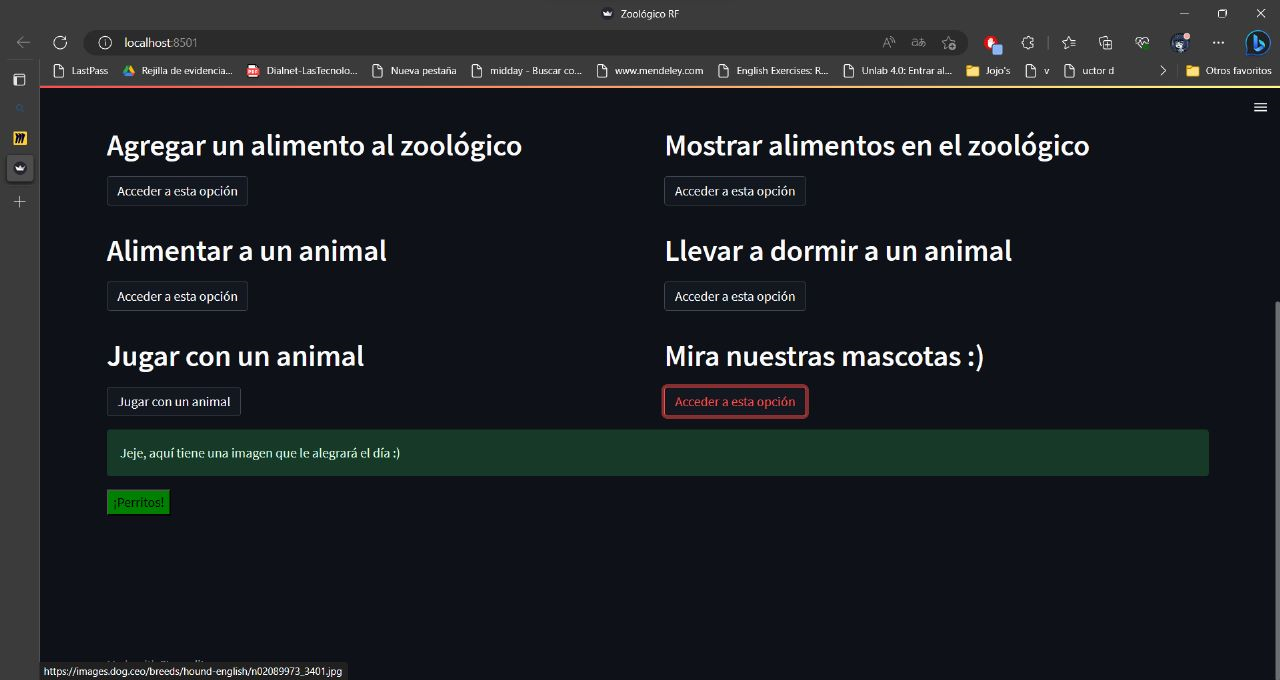 Zoológico RF
localhost:8501
LastPass
Rejilla de evidencia...
Dialnet-LasTecnolo...
Nueva pestaña
midday - Buscar co...
www.mendeley.com
English Exercises: R...
Unlab 4.0: Entrar al...
Jojo's
v
uctor d
Otros favoritos
Agregar un alimento al zoológico
Mostrar alimentos en el zoológico
Acceder a esta opción
Acceder a esta opción
Alimentar a un animal
Llevar a dormir a un animal
Acceder a esta opción
Acceder a esta opción
Jugar con un animal
Mira nuestras mascotas :)
Jugar con un animal
Acceder a esta opción
Jeje, aquí tiene una imagen que le alegrará el día :)
¡Perritos!
https://images.dog.ceo/breeds/hound-english/n02089973_3401.jpg